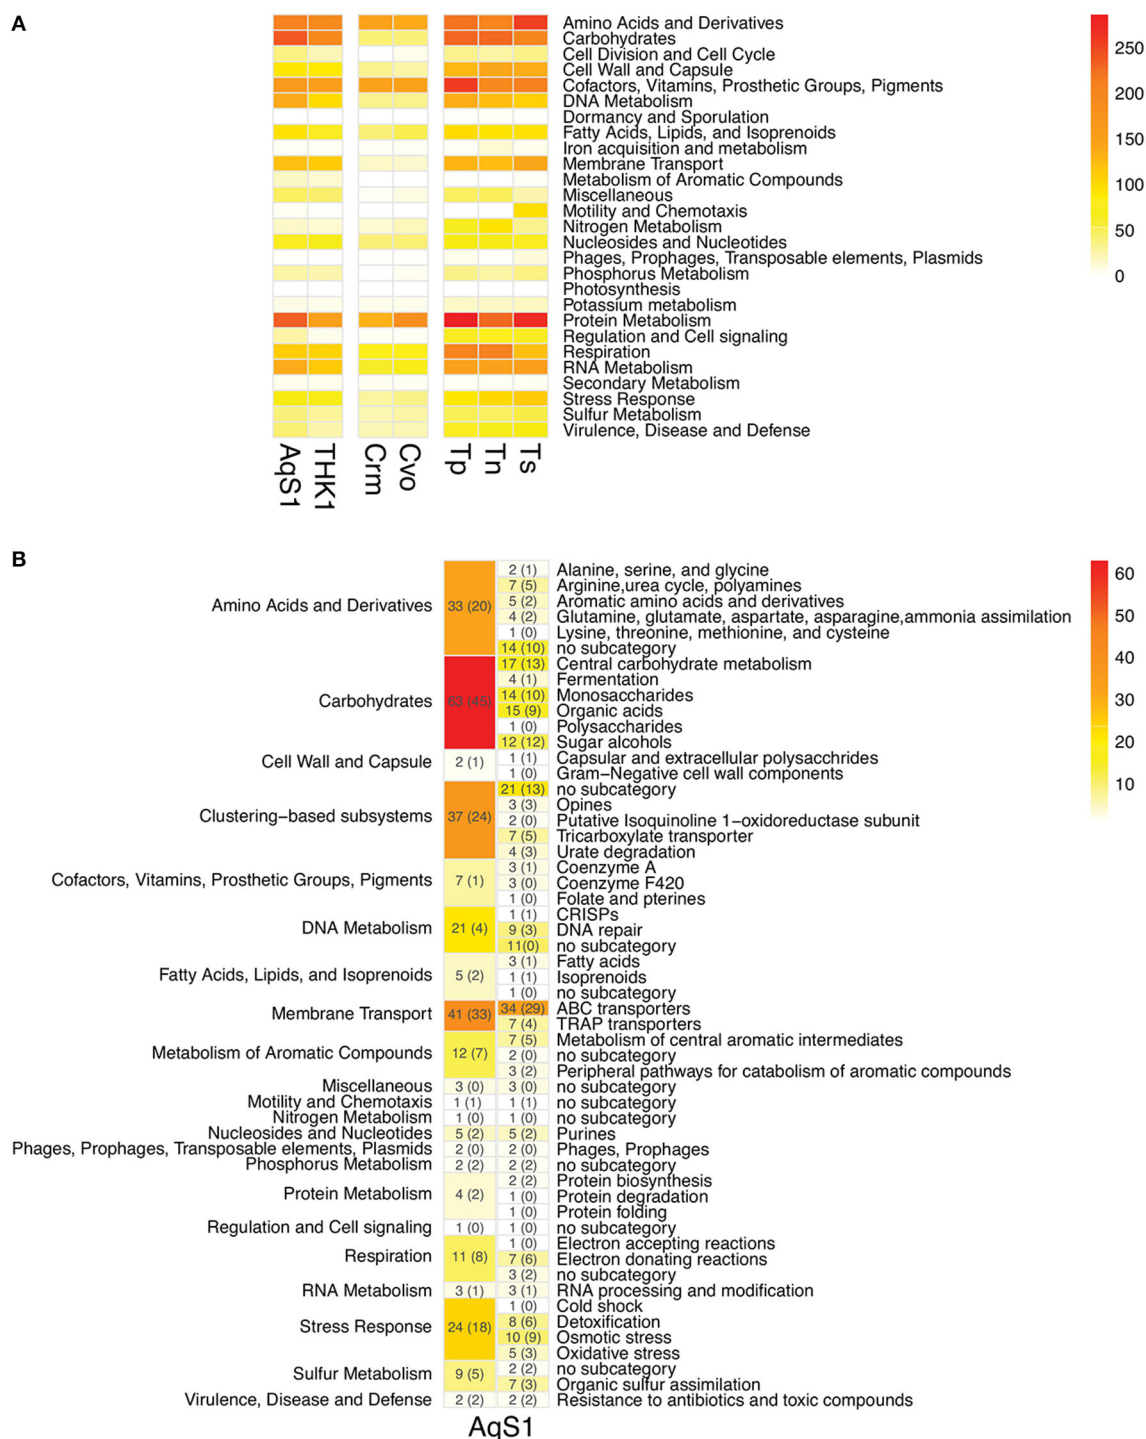 A
Amino Acids and Derivatives
Carbohydrates
Cell Division and Cell Cycle
Cell Wall and Capsule
Cofactors, Vitamins, Prosthetic Groups, Pigments
DNA Metabolism
Dormancy and Sporulation
Fatty Acids, Lipids, and Isoprenoids
Iron acquisition and metabolism
Membrane Transport
Metabolism of Aromatic Compounds
Miscellaneous
Motility and Chemotaxis
Nitrogen Metabolism
Nucleosides and Nucleotides
Phages, Prophages, Transposable elements, Plasmids
Phosphorus Metabolism
Photosynthesis
Potassium metabolism
Protein Metabolism
Regulation and Cell signaling
Respiration
RNA Metabolism
Secondary Metabolism
Stress Response
Sulfur Metabolism
Virulence, Disease and Defense
250
200
150
100
50
0
AqS1 THK1 Crm Cvo Tp Tn Ts
B
Amino Acids and Derivatives 33 (20)
2 (1) Alanine, serine, and glycine
7 (5) Arginine,urea cycle, polyamines
5 (2) Aromatic amino acids and derivatives
4 (2) Glutamine, glutamate, aspartate, asparagine,ammonia assimilation
1 (0) Lysine, threonine, methionine, and cysteine
14 (10) no subcategory
Carbohydrates 63 (45)
17 (13) Central carbohydrate metabolism
4 (1) Fermentation
14 (10) Monosaccharides
15 (9) Organic acids
1 (0) Polysaccharides
12 (12) Sugar alcohols
Cell Wall and Capsule 2 (1)
1 (1) Capsular and extracellular polysacchrides
1 (0) Gram−Negative cell wall components
Clustering−based subsystems 37 (24)
21 (13) no subcategory
3 (3) Opines
2 (0) Putative Isoquinoline 1−oxidoreductase subunit
7 (5) Tricarboxylate transporter
4 (3) Urate degradation
Cofactors, Vitamins, Prosthetic Groups, Pigments 7 (1)
3 (1) Coenzyme A
3 (0) Coenzyme F420
1 (0) Folate and pterines
DNA Metabolism 21 (4)
1 (1) CRISPs
9 (3) DNA repair
11(0) no subcategory
Fatty Acids, Lipids, and Isoprenoids 5 (2)
3 (1) Fatty acids
1 (1) Isoprenoids
1 (0) no subcategory
Membrane Transport 41 (33)
34 (29) ABC transporters
7 (4) TRAP transporters
Metabolism of Aromatic Compounds 12 (7)
7 (5) Metabolism of central aromatic intermediates
2 (0) no subcategory
3 (2) Peripheral pathways for catabolism of aromatic compounds
Miscellaneous 3 (0) 3 (0) no subcategory
Motility and Chemotaxis 1 (1) 1 (1) no subcategory
Nitrogen Metabolism 1 (0) 1 (0) no subcategory
Nucleosides and Nucleotides 5 (2) 5 (2) Purines
Phages, Prophages, Transposable elements, Plasmids 2 (0) 2 (0) Phages, Prophages
Phosphorus Metabolism 2 (2) 2 (2) no subcategory
Protein Metabolism 4 (2)
2 (2) Protein biosynthesis
1 (0) Protein degradation
1 (0) Protein folding
Regulation and Cell signaling 1 (0) 1 (0) no subcategory
Respiration 11 (8)
1 (0) Electron accepting reactions
7 (6) Electron donating reactions
3 (2) no subcategory
RNA Metabolism 3 (1) 3 (1) RNA processing and modification
Stress Response 24 (18)
1 (0) Cold shock
8 (6) Detoxification
10 (9) Osmotic stress
5 (3) Oxidative stress
Sulfur Metabolism 9 (5)
2 (2) no subcategory
7 (3) Organic sulfur assimilation
Virulence, Disease and Defense 2 (2) 2 (2) Resistance to antibiotics and toxic compounds
AqS1
60
50
40
30
20
10